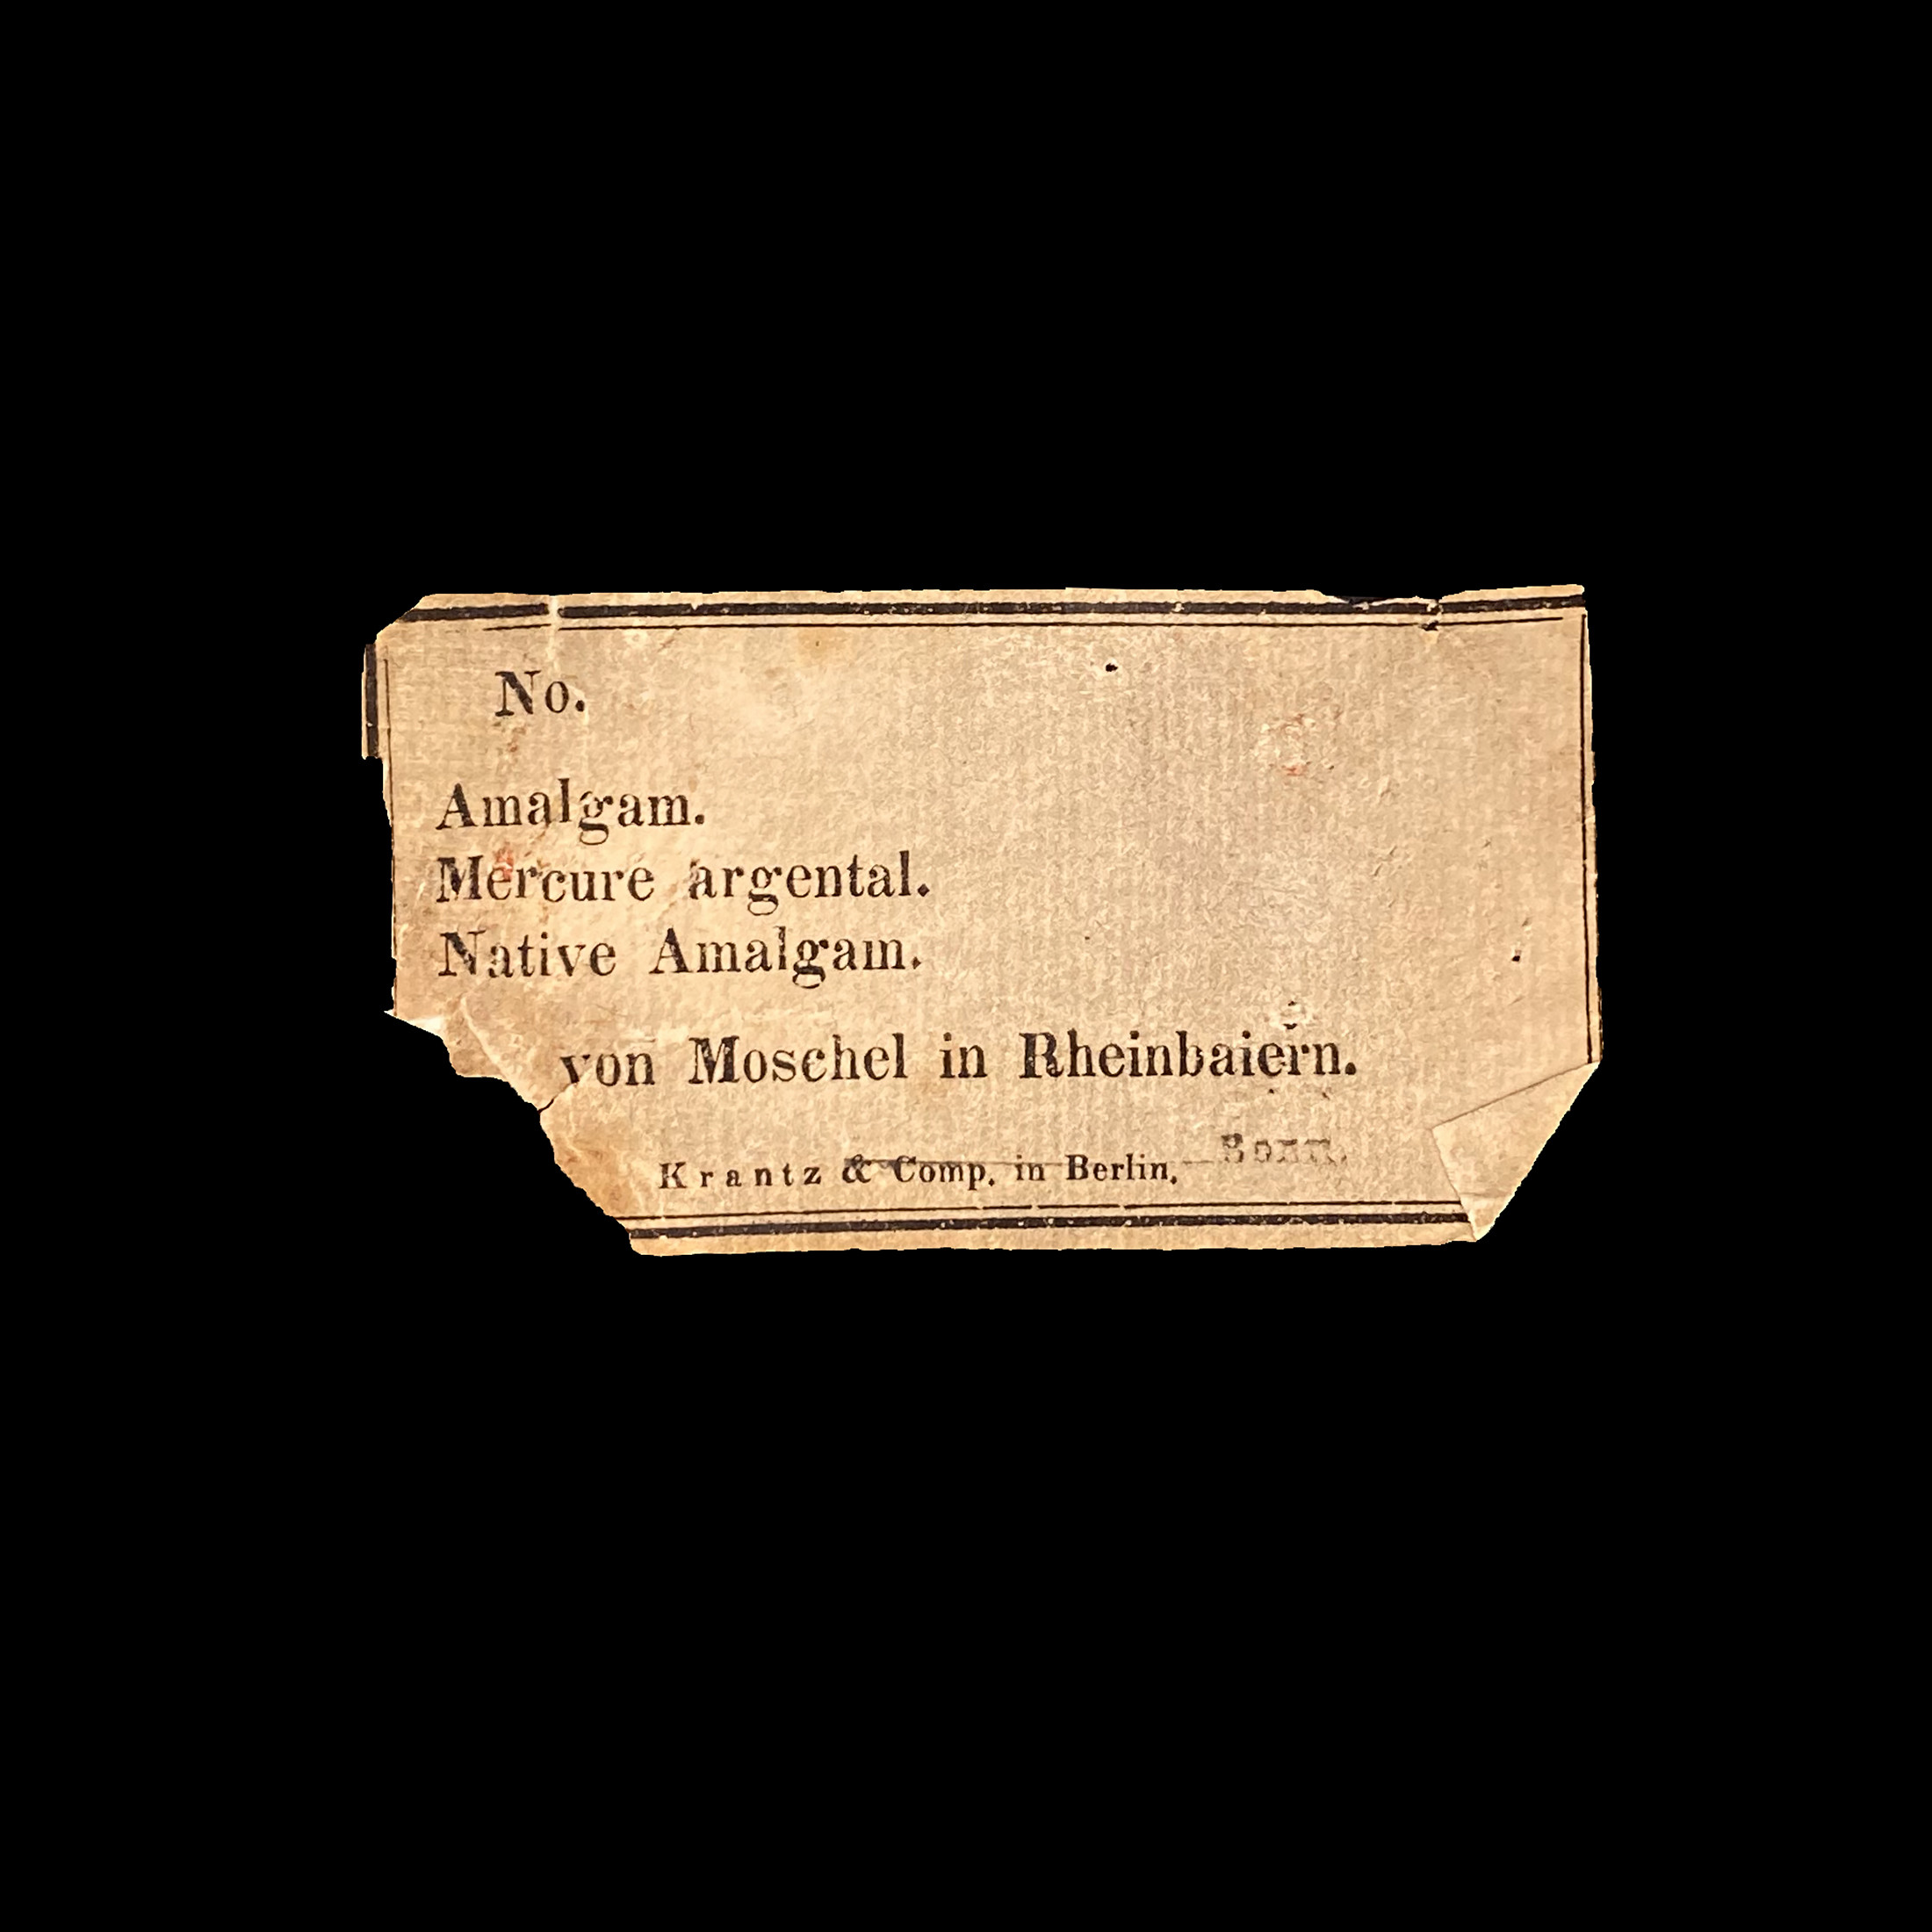 No.
Amalgam.
Mercure argental.
Native Amalgam.
von Moschel in Rheinbaiern.
Krantz & Comp. in Berlin. Bonn.